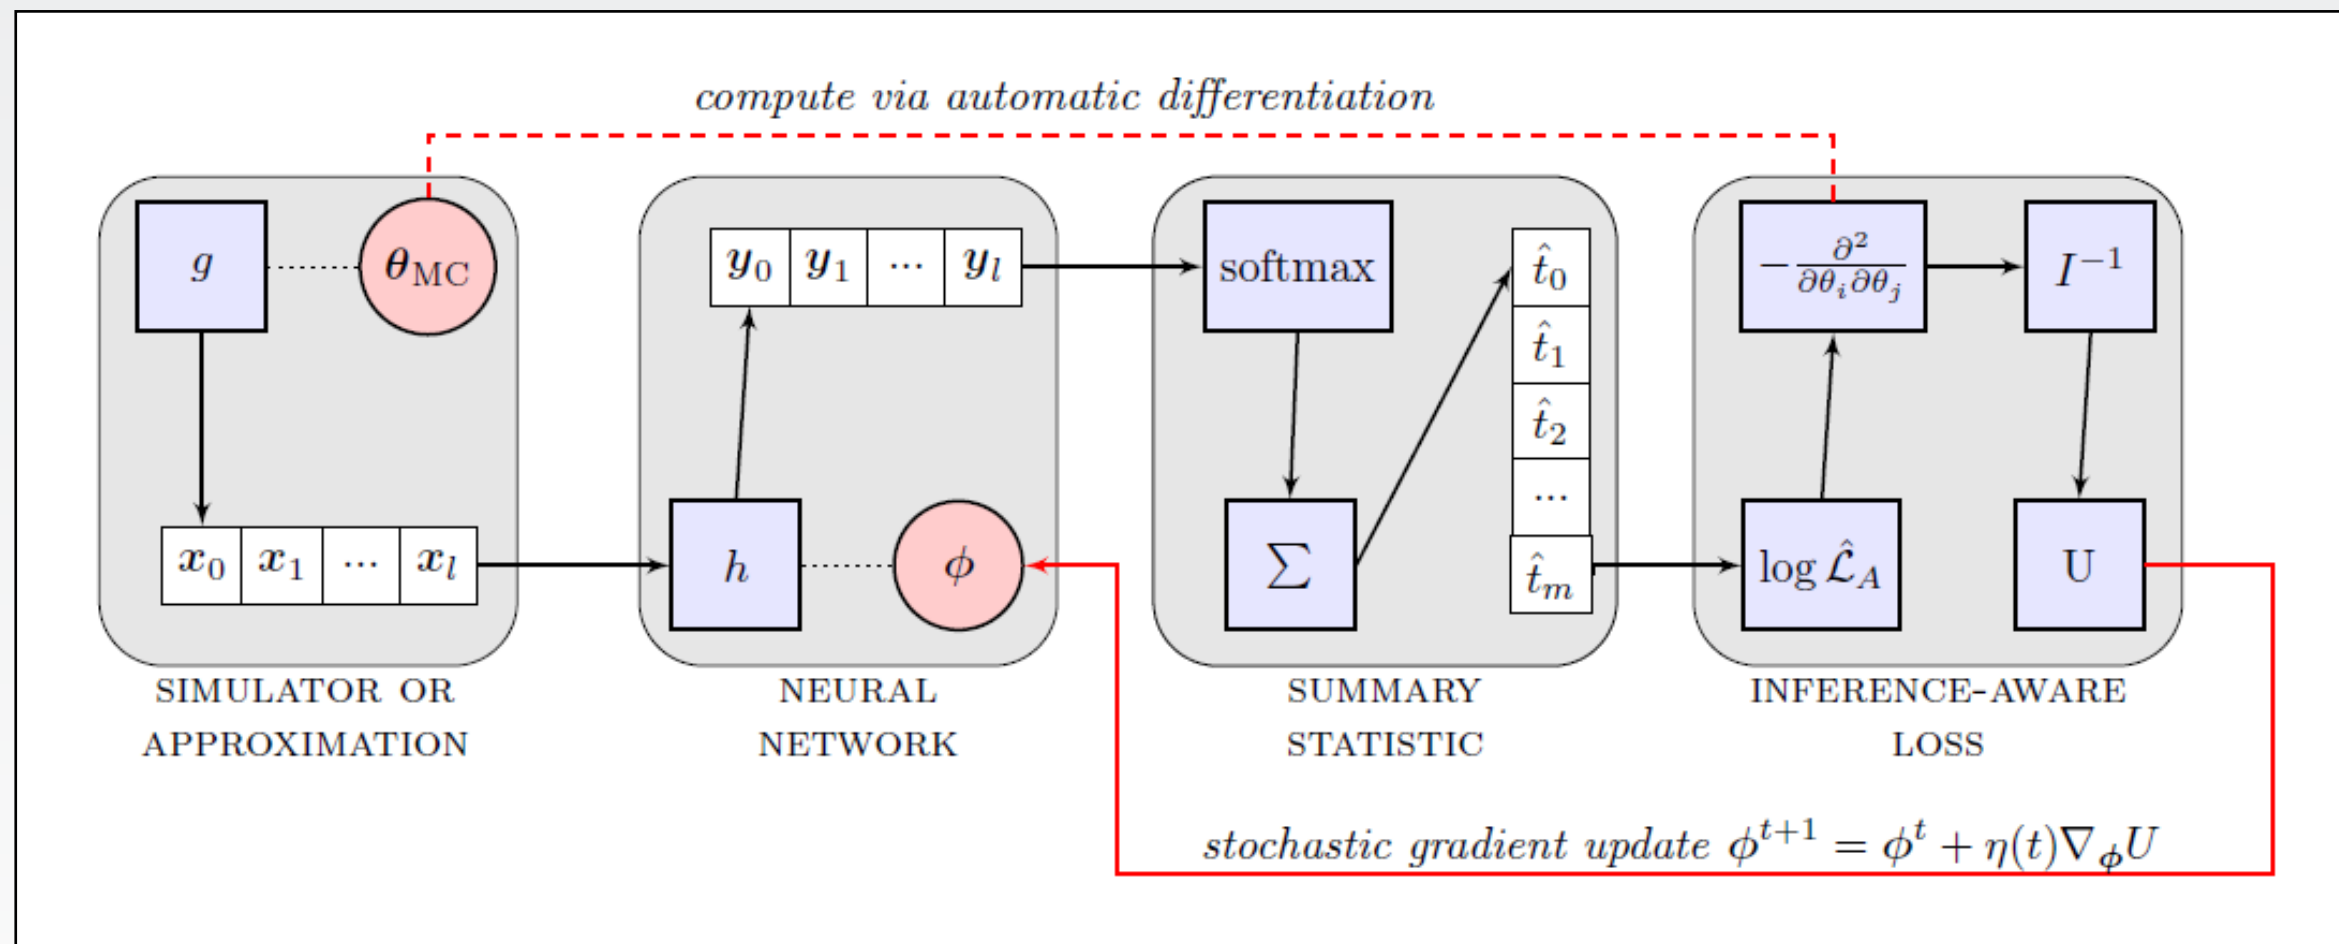 compute via automatic differentiation
g
θ_MC
x_0 x_1 ... x_l
SIMULATOR OR
APPROXIMATION
y_0 y_1 ... y_l
h
ϕ
NEURAL
NETWORK
softmax
∑
t̂_0
t̂_1
t̂_2
...
t̂_m
SUMMARY
STATISTIC
−∂²/∂θ_i∂θ_j
I^{−1}
log ℒ̂_A
U
INFERENCE-AWARE
LOSS
stochastic gradient update ϕ^{t+1} = ϕ^t + η(t)∇_ϕ U